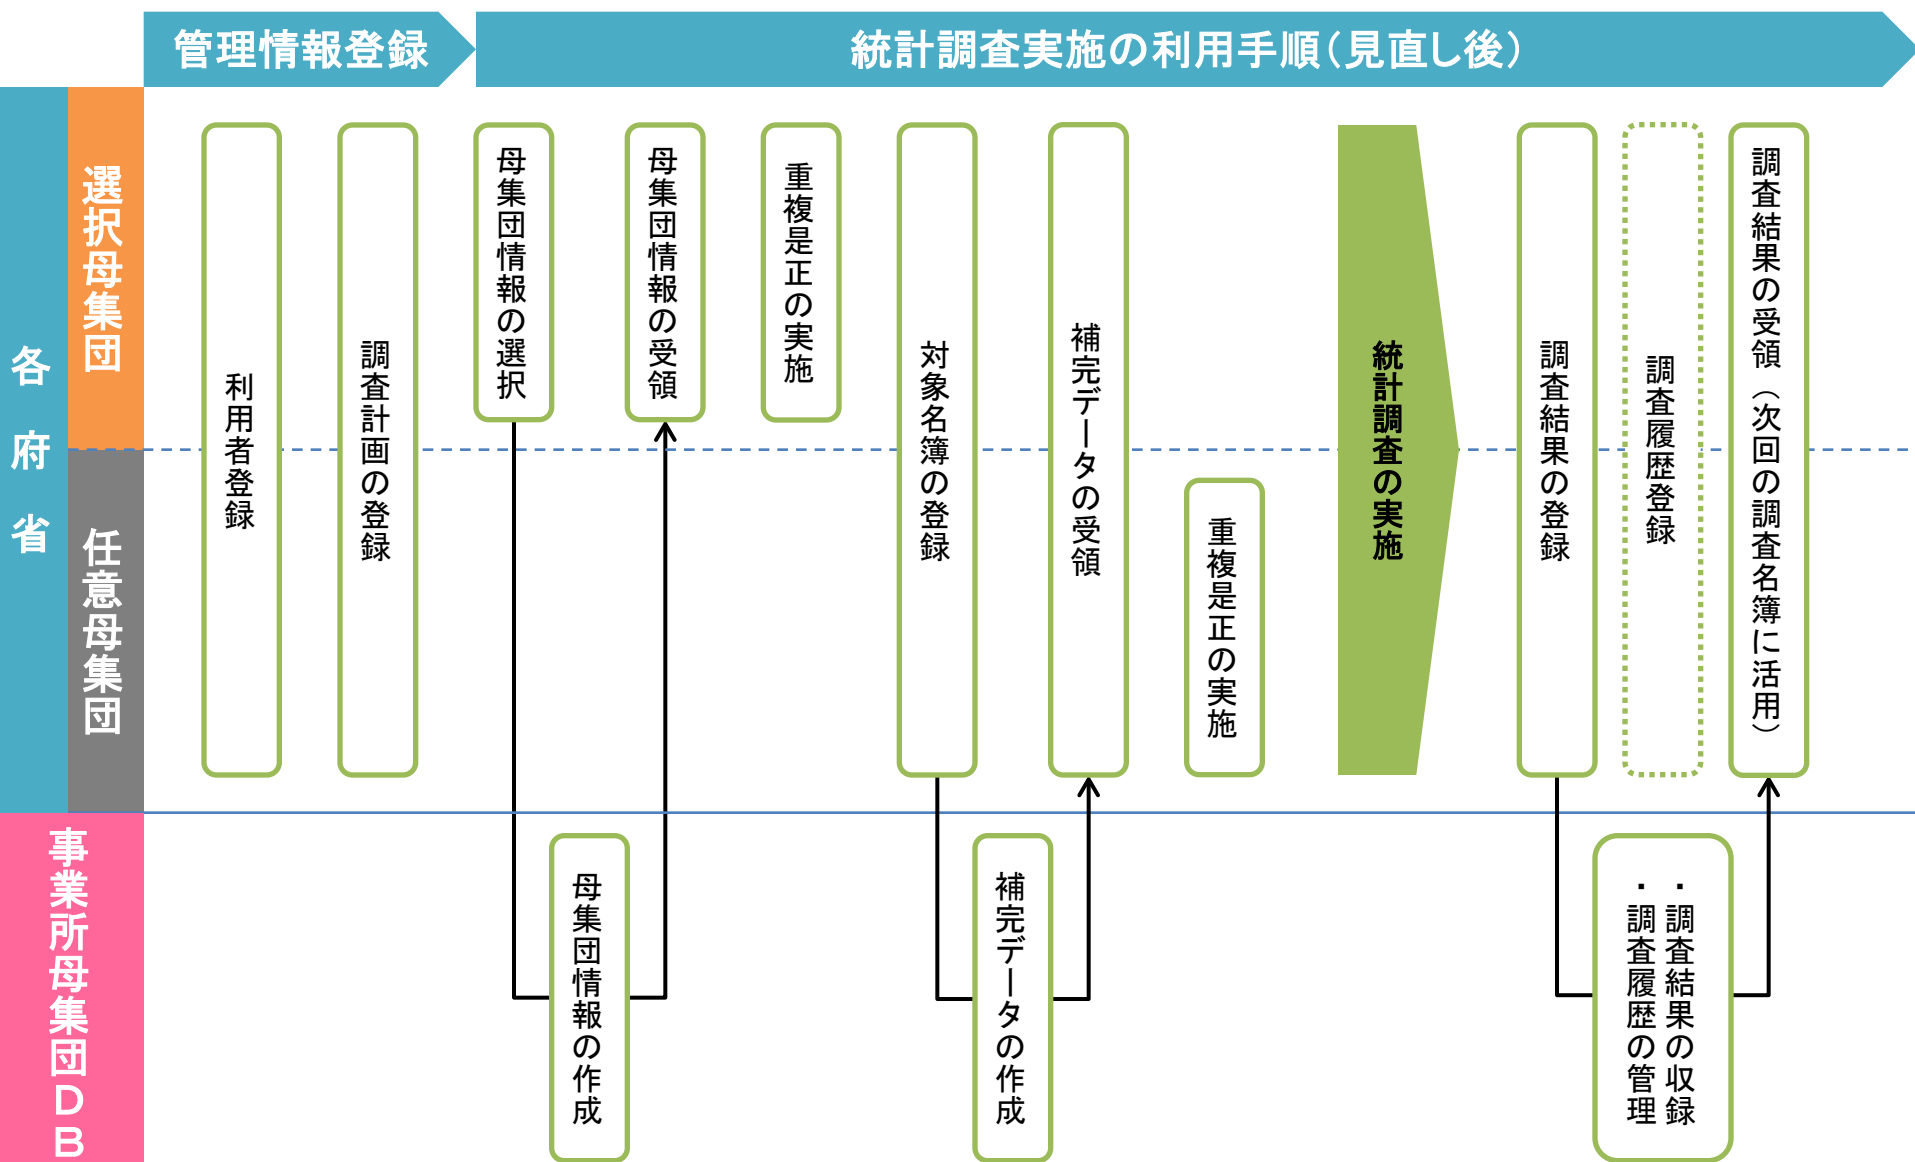 管理情報登録
統計調査実施の利用手順（見直し後）
各府省
選択母集団
任意母集団
事業所母集団ＤＢ
利用者登録
調査計画の登録
母集団情報の選択
母集団情報の作成
母集団情報の受領
重複是正の実施
対象名簿の登録
補完データの作成
補完データの受領
重複是正の実施
統計調査の実施
調査結果の登録
調査履歴登録
・調査結果の収録
・調査履歴の管理
調査結果の受領（次回の調査名簿に活用）